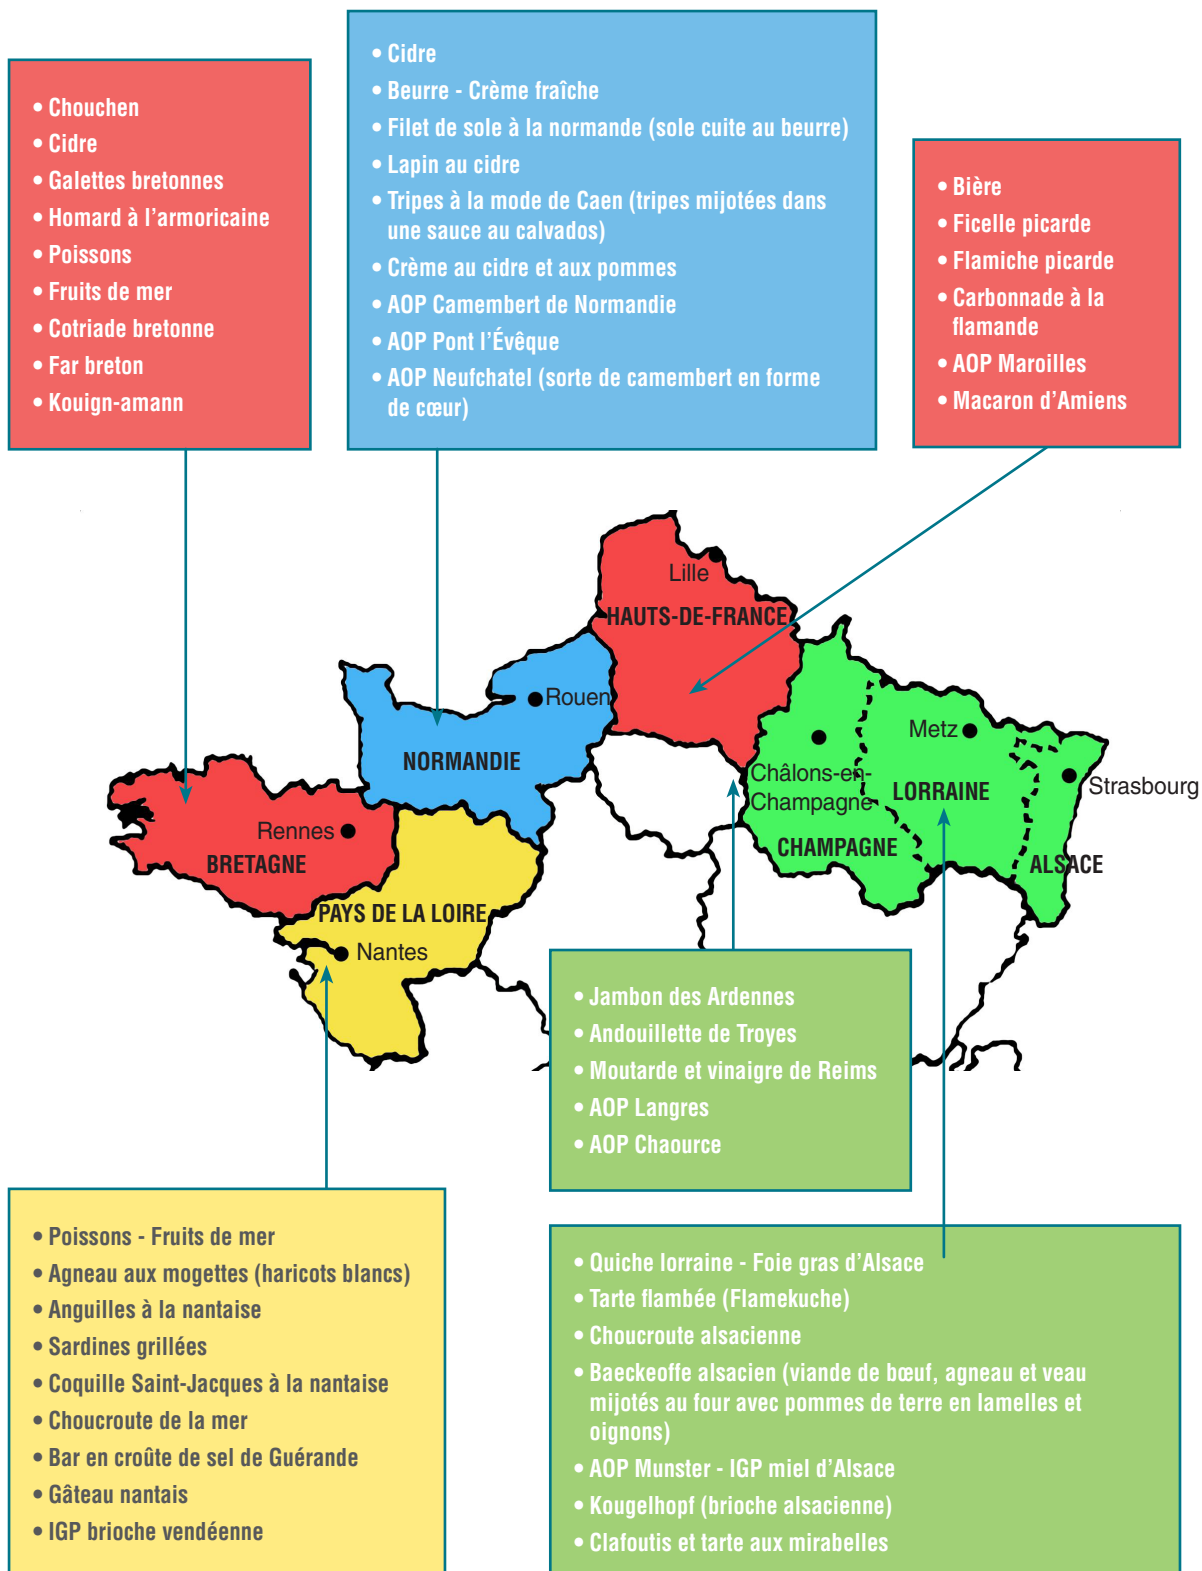 • Chouchen
• Cidre
• Galettes bretonnes
• Homard à l’armoricaine
• Poissons
• Fruits de mer
• Cotriade bretonne
• Far breton
• Kouign-amann
• Cidre
• Beurre - Crème fraîche
• Filet de sole à la normande (sole cuite au beurre)
• Lapin au cidre
• Tripes à la mode de Caen (tripes mijotées dans
une sauce au calvados)
• Crème au cidre et aux pommes
• AOP Camembert de Normandie
• AOP Pont l’Évêque
• AOP Neufchatel (sorte de camembert en forme
de cœur)
• Bière
• Ficelle picarde
• Flamiche picarde
• Carbonnade à la
flamande
• AOP Maroilles
• Macaron d’Amiens
Lille
HAUTS-DE-FRANCE
Rouen
NORMANDIE
Metz
Châlons-en-
Champagne
LORRAINE
Strasbourg
CHAMPAGNE
ALSACE
Rennes
BRETAGNE
PAYS DE LA LOIRE
Nantes
• Jambon des Ardennes
• Andouillette de Troyes
• Moutarde et vinaigre de Reims
• AOP Langres
• AOP Chaource
• Poissons - Fruits de mer
• Agneau aux mogettes (haricots blancs)
• Anguilles à la nantaise
• Sardines grillées
• Coquille Saint-Jacques à la nantaise
• Choucroute de la mer
• Bar en croûte de sel de Guérande
• Gâteau nantais
• IGP brioche vendéenne
• Quiche lorraine - Foie gras d’Alsace
• Tarte flambée (Flamekuche)
• Choucroute alsacienne
• Baeckeoffe alsacien (viande de bœuf, agneau et veau
mijotés au four avec pommes de terre en lamelles et
oignons)
• AOP Munster - IGP miel d’Alsace
• Kougelhopf (brioche alsacienne)
• Clafoutis et tarte aux mirabelles